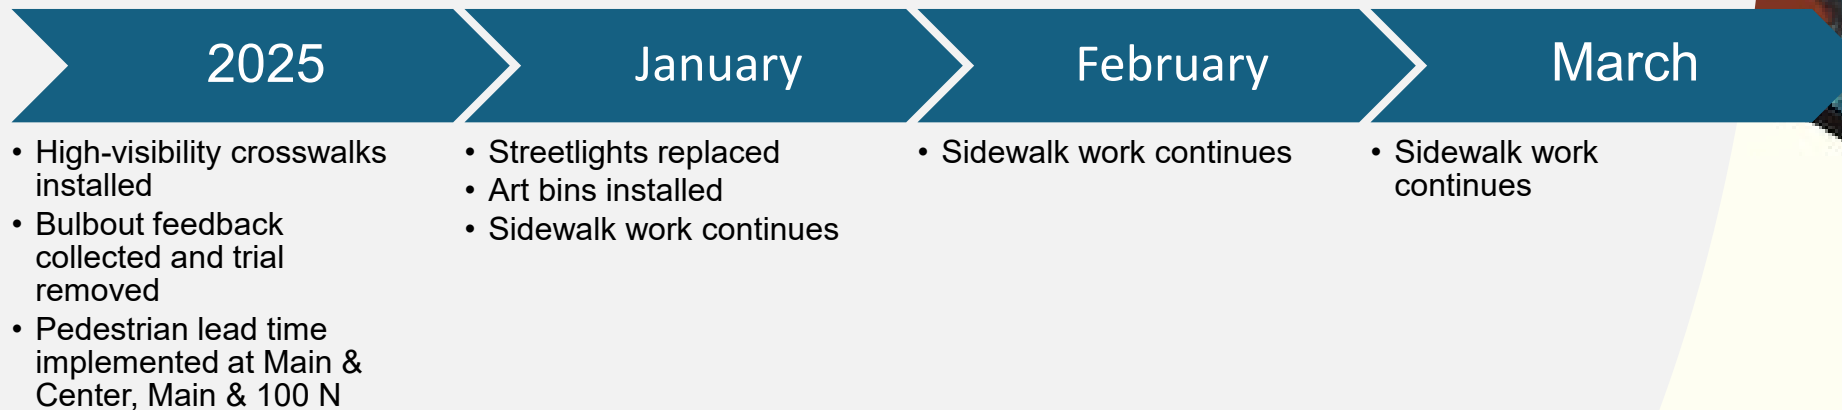 2025
• High-visibility crosswalks
installed
• Bulbout feedback
collected and trial
removed
• Pedestrian lead time
implemented at Main &
Center, Main & 100 N
January
• Streetlights replaced
• Art bins installed
• Sidewalk work continues
February
• Sidewalk work continues
March
• Sidewalk work
continues